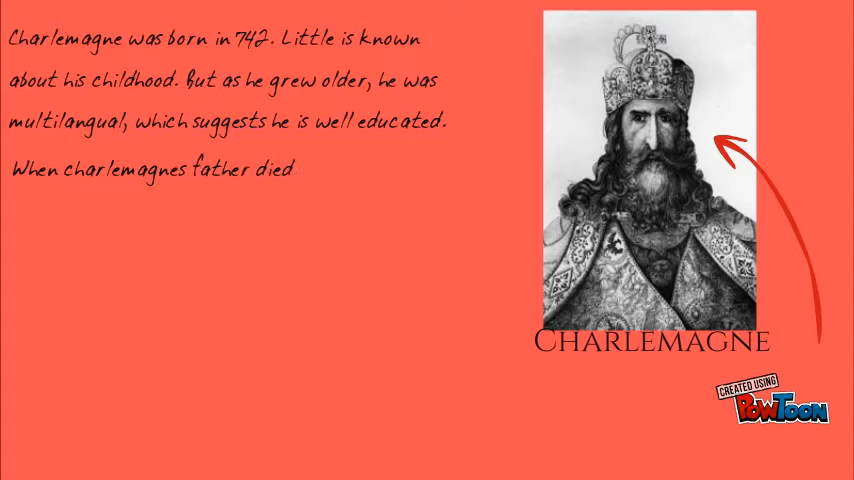 Charlemagne was born in 742. Little is known
about his childhood. But as he grew older, he was
multilangual, which suggests he is well educated.
When charlemagnes father died
CHARLEMAGNE
CREATED USING
POWTOON